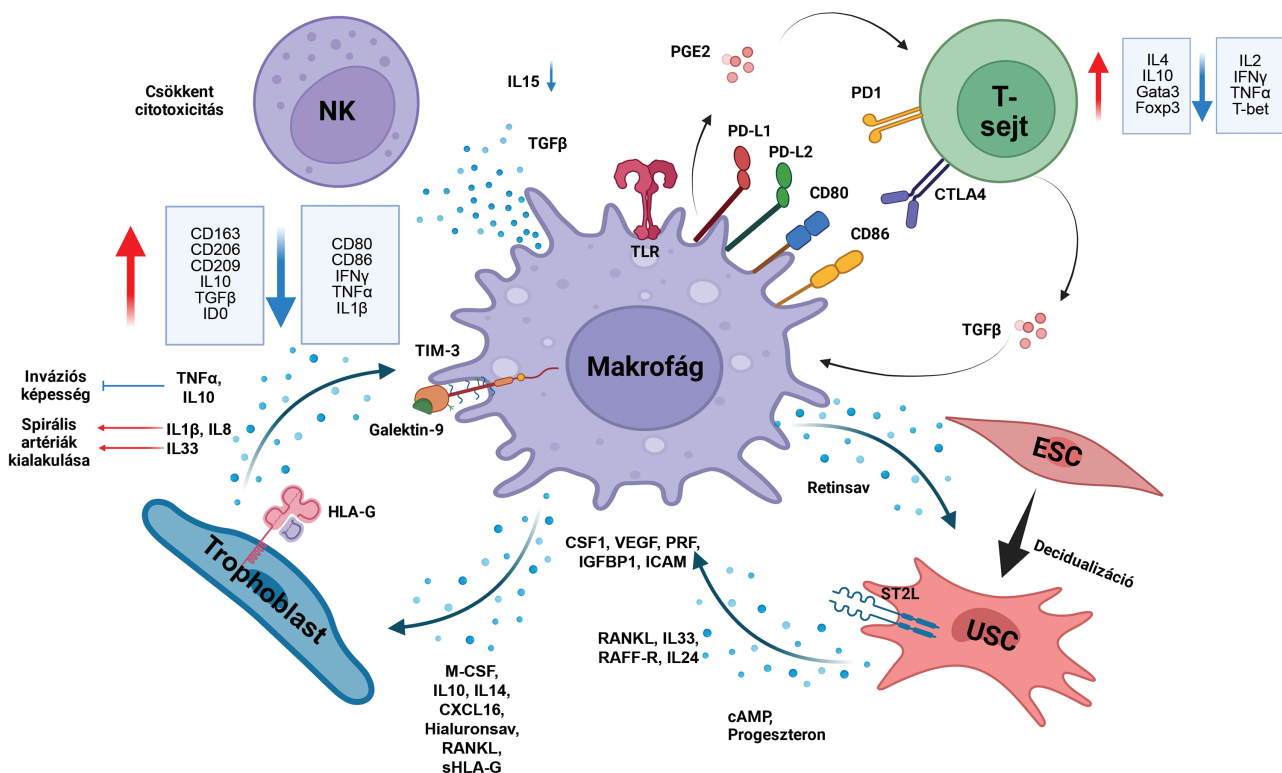 Csökkent
citotoxicitás
NK
IL15
TGFβ
PGE2
PD1
T-
sejt
IL4
IL10
Gata3
Foxp3
IL2
IFNγ
TNFα
T-bet
PD-L1
PD-L2
CD80
CD86
CTLA4
TLR
CD163
CD206
CD209
IL10
TGFβ
ID0
CD80
CD86
IFNγ
TNFα
IL1β
TGFβ
TIM-3
Makrofág
Galektin-9
Inváziós
képesség
TNFα,
IL10
Spirális
artériák
kialakulása
IL1β, IL8
IL33
HLA-G
Trophoblast
Retinsav
ESC
Decidualizáció
CSF1, VEGF, PRF,
IGFBP1, ICAM
ST2L
USC
RANKL, IL33,
RAFF-R, IL24
M-CSF,
IL10, IL14,
CXCL16,
Hialuronsav,
RANKL,
sHLA-G
cAMP,
Progeszteron